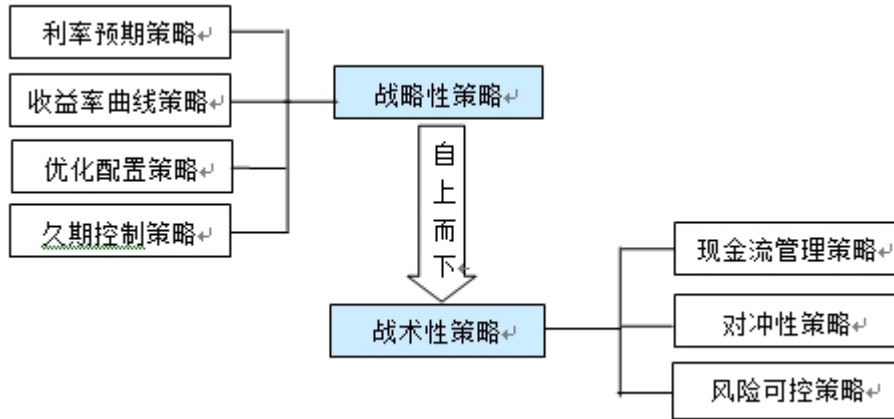 利率预期策略
收益率曲线策略
优化配置策略
久期控制策略
战略性策略
自
上
而
下
战术性策略
现金流管理策略
对冲性策略
风险可控策略